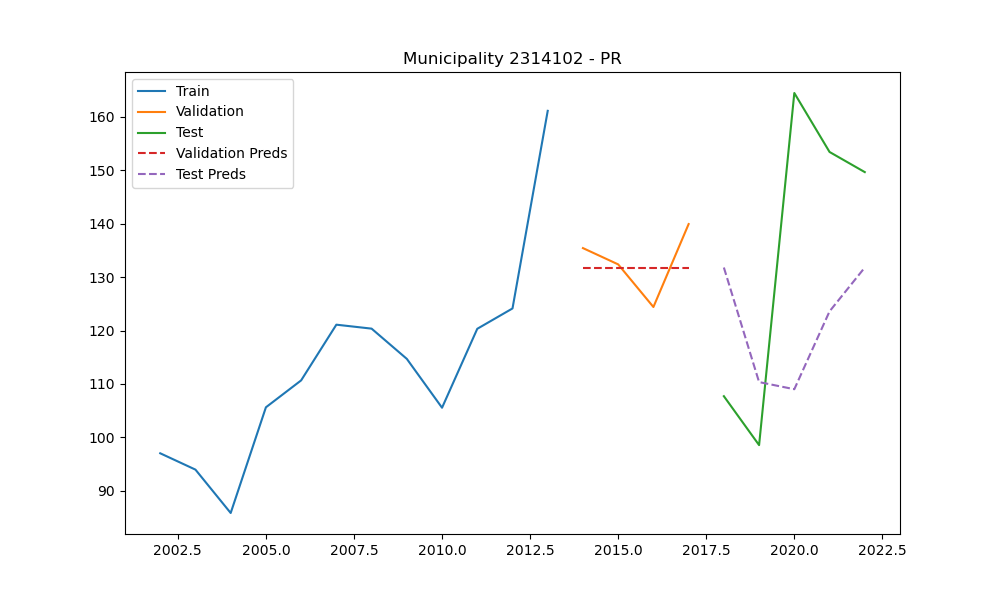 Municipality 2314102 - PR
Train
Validation
Test
Validation Preds
Test Preds
160
150
140
130
120
110
100
90
2002.5 2005.0 2007.5 2010.0 2012.5 2015.0 2017.5 2020.0 2022.5